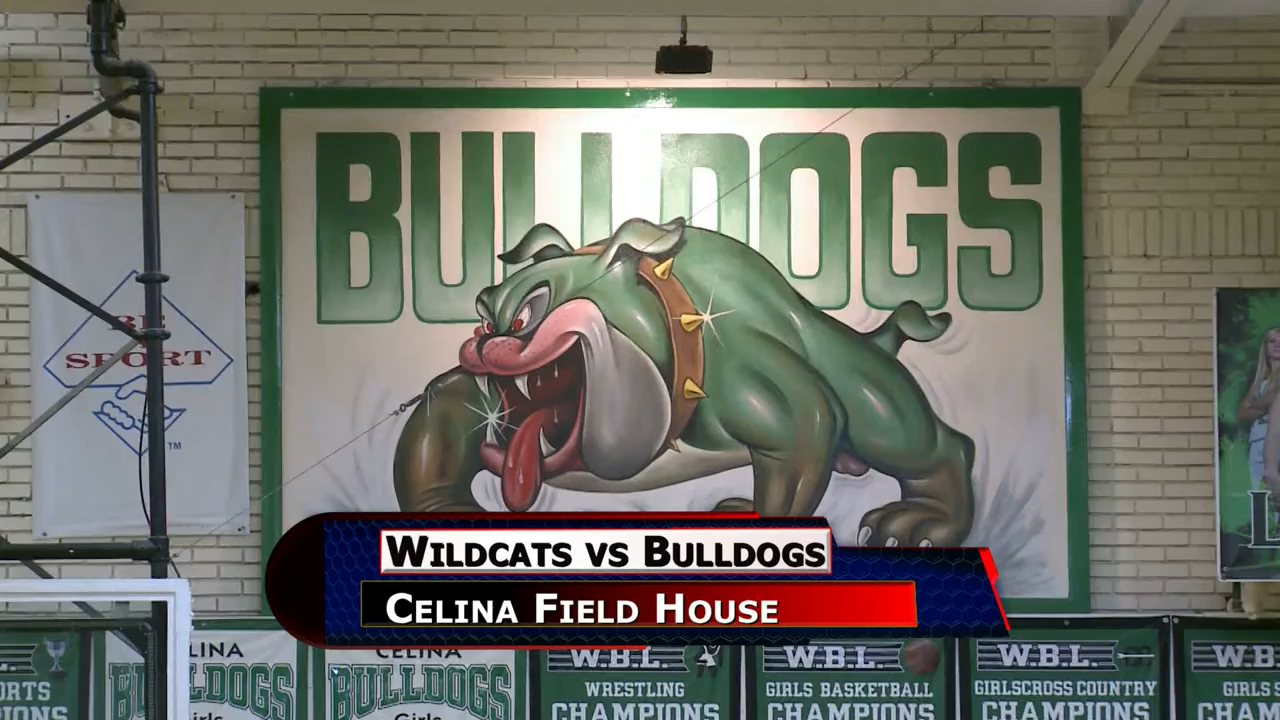 BULLDOGS
BE A
SPORT
TM
WILDCATS VS BULLDOGS
CELINA FIELD HOUSE
CELINA
BULLDOGS
Girls
W.B.L.
WRESTLING
CHAMPIONS
W.B.L.
GIRLS BASKETBALL
CHAMPIONS
W.B.L.
GIRLSCROSS COUNTRY
CHAMPIONS